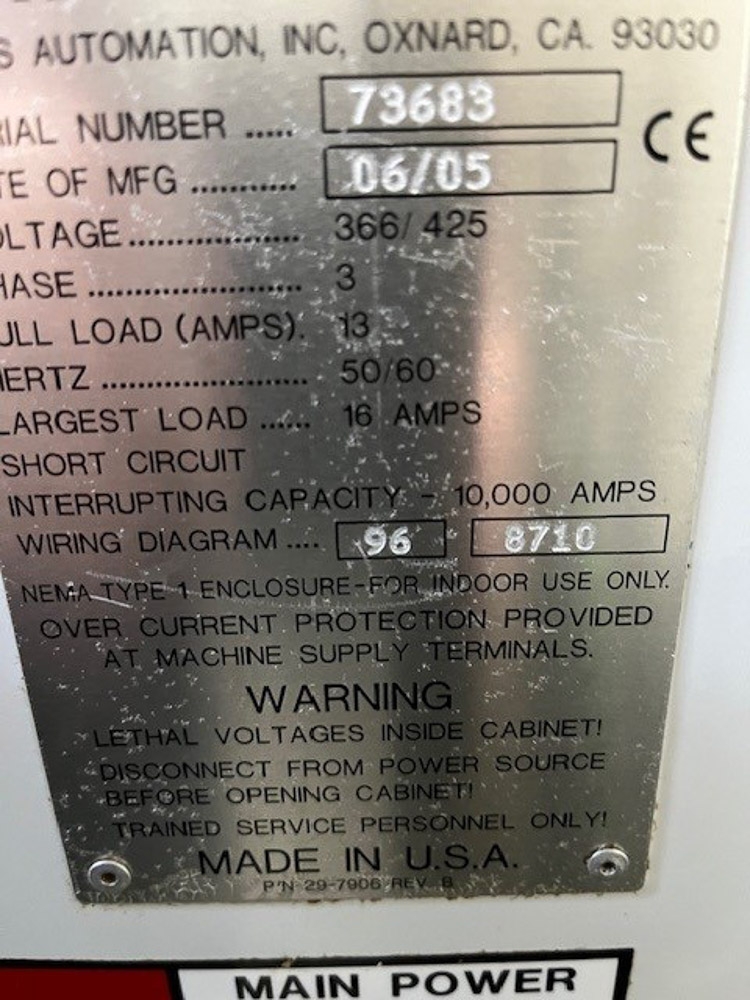 S AUTOMATION, INC, OXNARD, CA. 93030
RIAL NUMBER ..... 73683
TE OF MFG ........... 06/05
CE
OLTAGE .................. 366/ 425
HASE ...................... 3
ULL LOAD (AMPS). 13
HERTZ ..................... 50/60
LARGEST LOAD ...... 16 AMPS
SHORT CIRCUIT
INTERRUPTING CAPACITY - 10,000 AMPS
WIRING DIAGRAM .... 96 8710
NEMA TYPE 1 ENCLOSURE-FOR INDOOR USE ONLY.
OVER CURRENT PROTECTION PROVIDED
AT MACHINE SUPPLY TERMINALS.
WARNING
LETHAL VOLTAGES INSIDE CABINET!
DISCONNECT FROM POWER SOURCE
BEFORE OPENING CABINET!
TRAINED SERVICE PERSONNEL ONLY!
MADE IN U.S.A.
P/N 29-7906 REV B
MAIN POWER